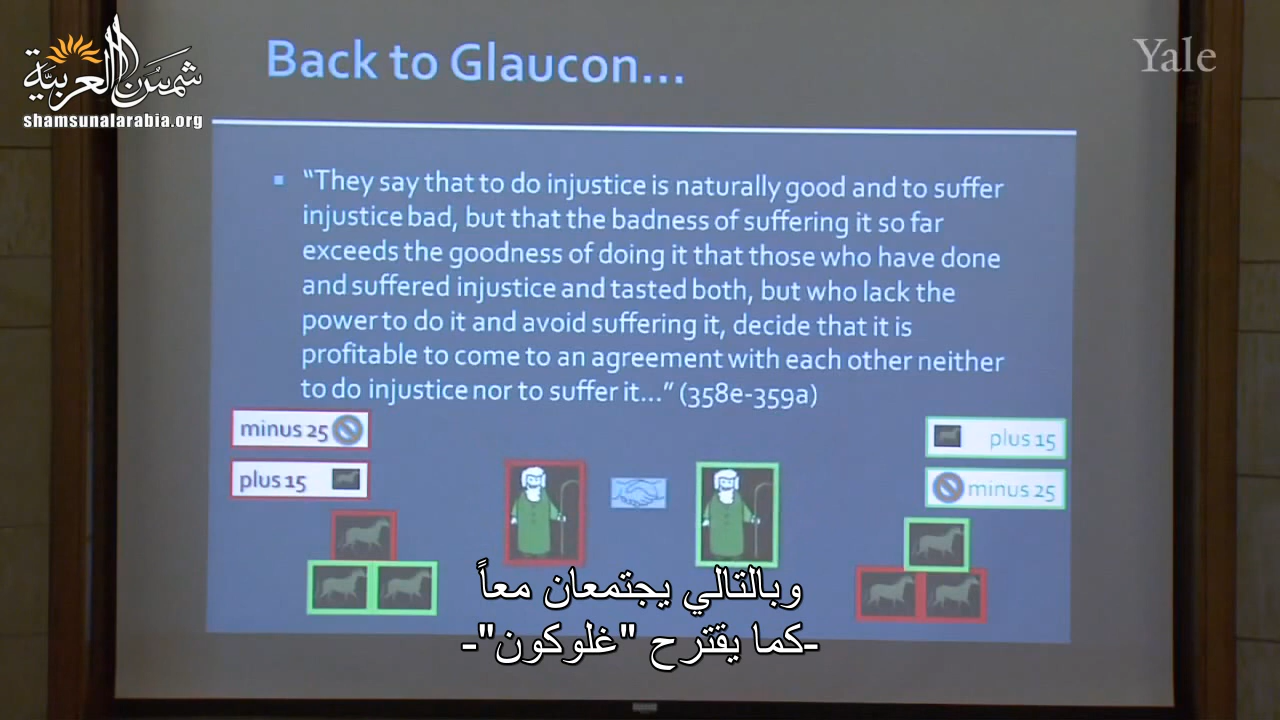 شمسُ العربيّة
shamsunalarabia.org
Yale
Back to Glaucon...
“They say that to do injustice is naturally good and to suffer
injustice bad, but that the badness of suffering it so far
exceeds the goodness of doing it that those who have done
and suffered injustice and tasted both, but who lack the
power to do it and avoid suffering it, decide that it is
profitable to come to an agreement with each other neither
to do injustice nor to suffer it...” (358e-359a)
minus 25
plus 15
plus 15
minus 25
وبالتالي يجتمعان معاً
-كما يقترح "غلوكون"-